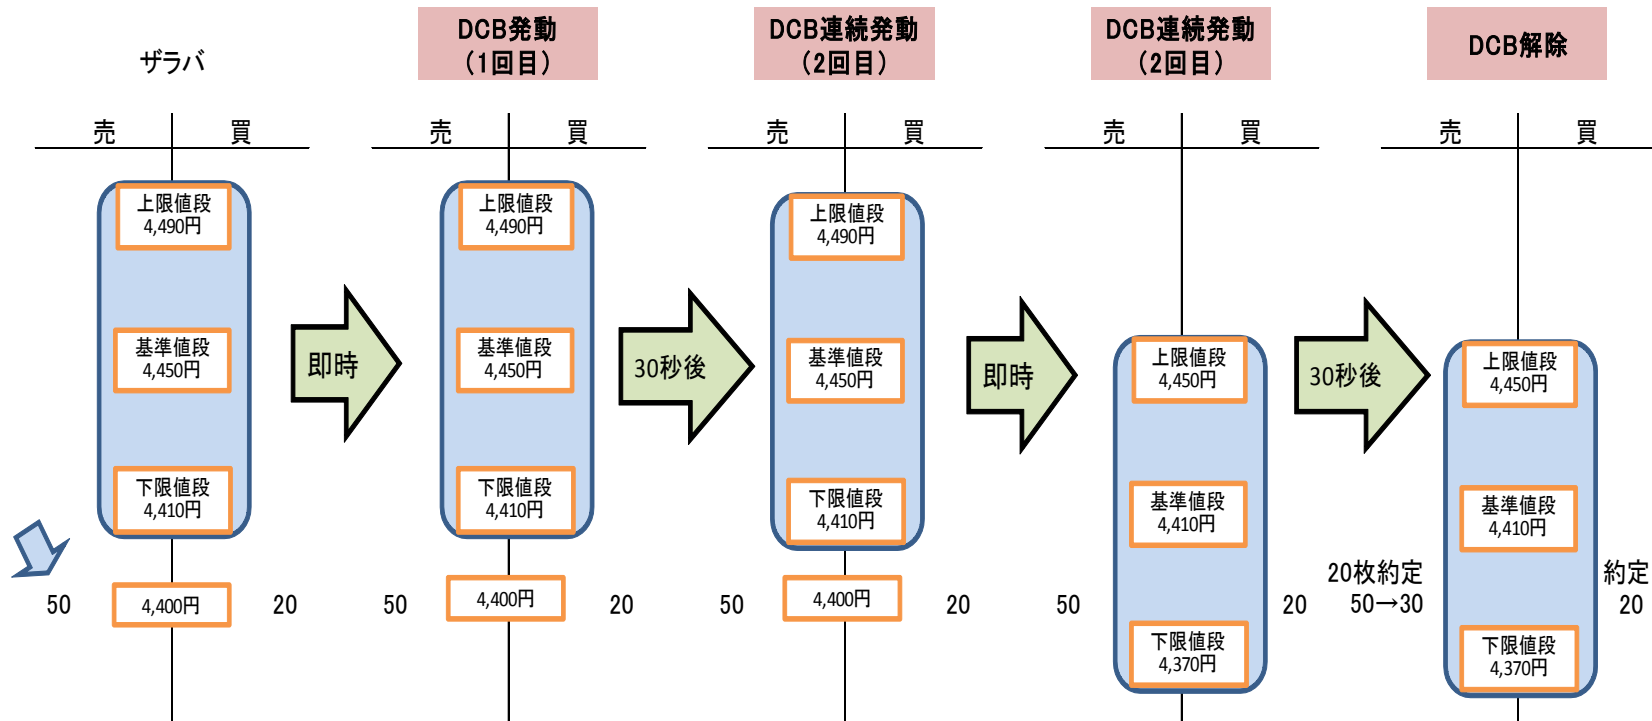 ザラバ
売 買
上限値段
4,490円
基準値段
4,450円
下限値段
4,410円
50 4,400円 20
即時
DCB発動
(1回目)
売 買
上限値段
4,490円
基準値段
4,450円
下限値段
4,410円
50 4,400円 20
30秒後
DCB連続発動
(2回目)
売 買
上限値段
4,490円
基準値段
4,450円
下限値段
4,410円
50 4,400円 20
即時
DCB連続発動
(2回目)
売 買
上限値段
4,450円
基準値段
4,410円
50 20
下限値段
4,370円
30秒後
DCB解除
売 買
上限値段
4,450円
基準値段
4,410円
20枚約定 約定
50→30 20
下限値段
4,370円